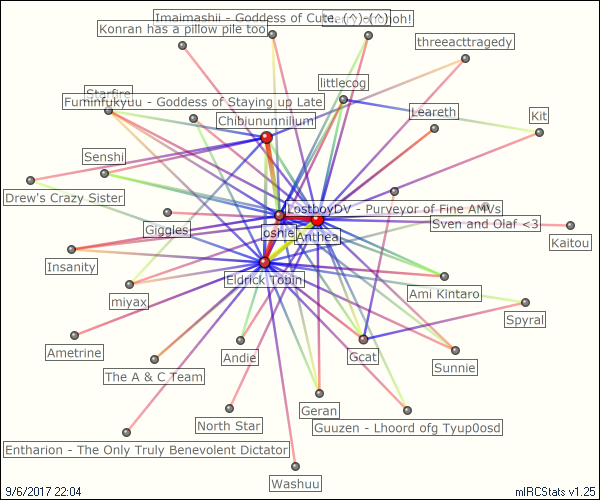 Imaimashii - Goddess of Cute. (^)-(^)
Konran has a pillow pile too
threeacttragedy
littlecog
Starfire
Fuminfukyuu - Goddess of Staying up Late
Leareth
Kit
Chibiununnilium
Senshi
Drew's Crazy Sister
LostboyDV - Purveyor of Fine AMVs
Giggles
Sven and Olaf <3
oshie
Anthea
Kaitou
Insanity
Eldrick Tobin
miyax
Ami Kintaro
Spyral
Ametrine
Andie
Gcat
Sunnie
The A & C Team
Geran
North Star
Guuzen - Lhoord ofg Tyup0osd
Entharion - The Only Truly Benevolent Dictator
Washuu
9/6/2017 22:04
mIRCStats v1.25